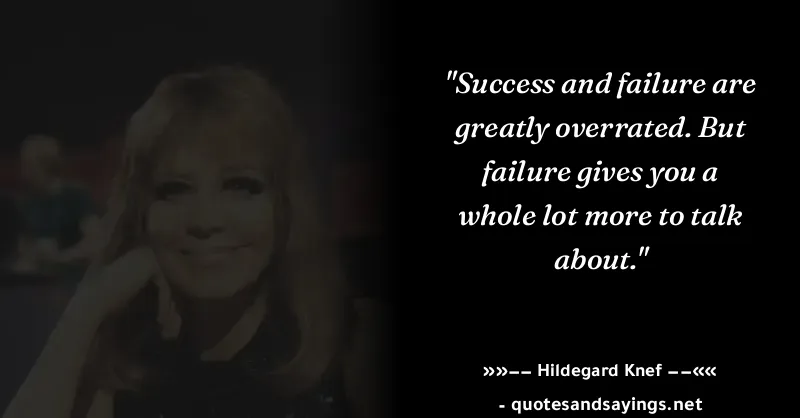 "Success and failure are
greatly overrated. But
failure gives you a
whole lot more to talk
about."
»»–– Hildegard Knef ––««
- quotesandsayings.net